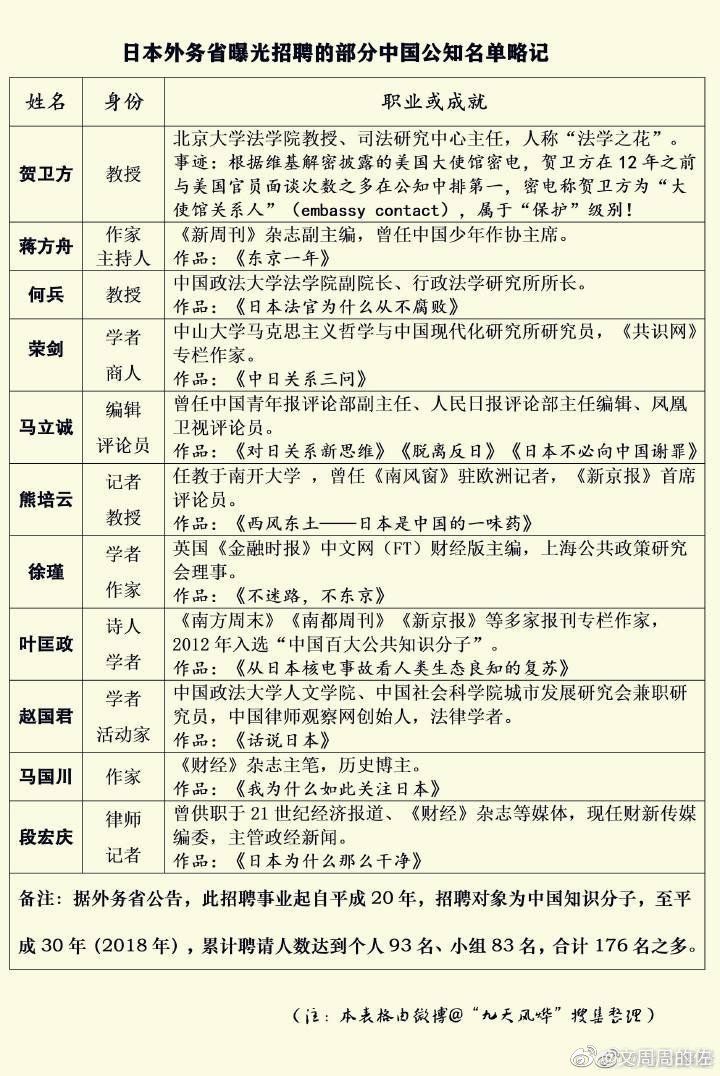 日本外务省曝光招聘的部分中国公知名单略记
姓名 身份 职业或成就
贺卫方 教授
北京大学法学院教授、司法研究中心主任，人称“法学之花”。
事迹：根据维基解密披露的美国大使馆密电，贺卫方在12年之前
与美国官员面谈次数之多在公知中排第一，密电称贺卫方为“大
使馆关系人”（embassy contact），属于“保护”级别！
蒋方舟
作家
主持人
《新周刊》杂志副主编，曾任中国少年作协主席。
作品：《东京一年》
何兵 教授
中国政法大学法学院副院长、行政法学研究所所长。
作品：《日本法官为什么从不腐败》
荣剑
学者
商人
中山大学马克思主义哲学与中国现代化研究所研究员，《共识网》
专栏作家。
作品：《中日关系三问》
马立诚
编辑
评论员
曾任中国青年报评论部副主任、人民日报评论部主任编辑、凤凰
卫视评论员。
作品：《对日关系新思维》《脱离反日》《日本不必向中国谢罪》
熊培云
记者
教授
任教于南开大学 ，曾任《南风窗》驻欧洲记者，《新京报》首席
评论员。
作品：《西风东土——日本是中国的一味药》
徐瑾
学者
作家
英国《金融时报》中文网（FT）财经版主编，上海公共政策研究
会理事。
作品：《不迷路，不东京》
叶匡政
诗人
学者
《南方周末》《南都周刊》《新京报》等多家报刊专栏作家，
2012年入选“中国百大公共知识分子”。
作品：《从日本核电事故看人类生态良知的复苏》
赵国君
学者
活动家
中国政法大学人文学院、中国社会科学院城市发展研究会兼职研
究员，中国律师观察网创始人，法律学者。
作品：《话说日本》
马国川 作家
《财经》杂志主笔，历史博主。
作品：《我为什么如此关注日本》
段宏庆
律师
记者
曾供职于21世纪经济报道、《财经》杂志等媒体，现任财新传媒
编委，主管政经新闻。
作品：《日本为什么那么干净》
备注：据外务省公告，此招聘事业起自平成20年，招聘对象为中国知识分子，至平
成30年（2018年），累计聘请人数达到个人93名、小组83名，合计176名之多。
（注：本表格由微博@“九天风烨”搜集整理）
@文周周的佐